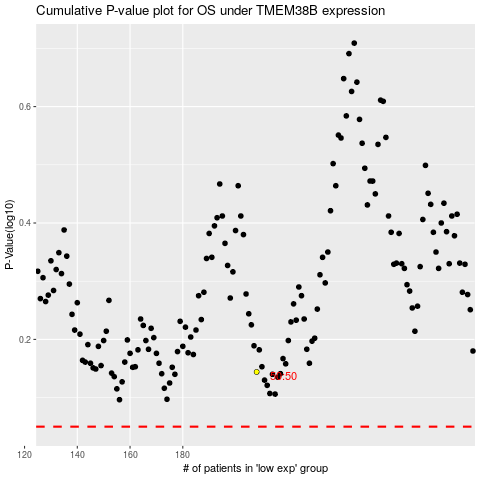 Cumulative P-value plot for OS under TMEM38B expression
P-Value(log10)
0.6
0.4
0.2
120
140
160
180
# of patients in 'low exp' group